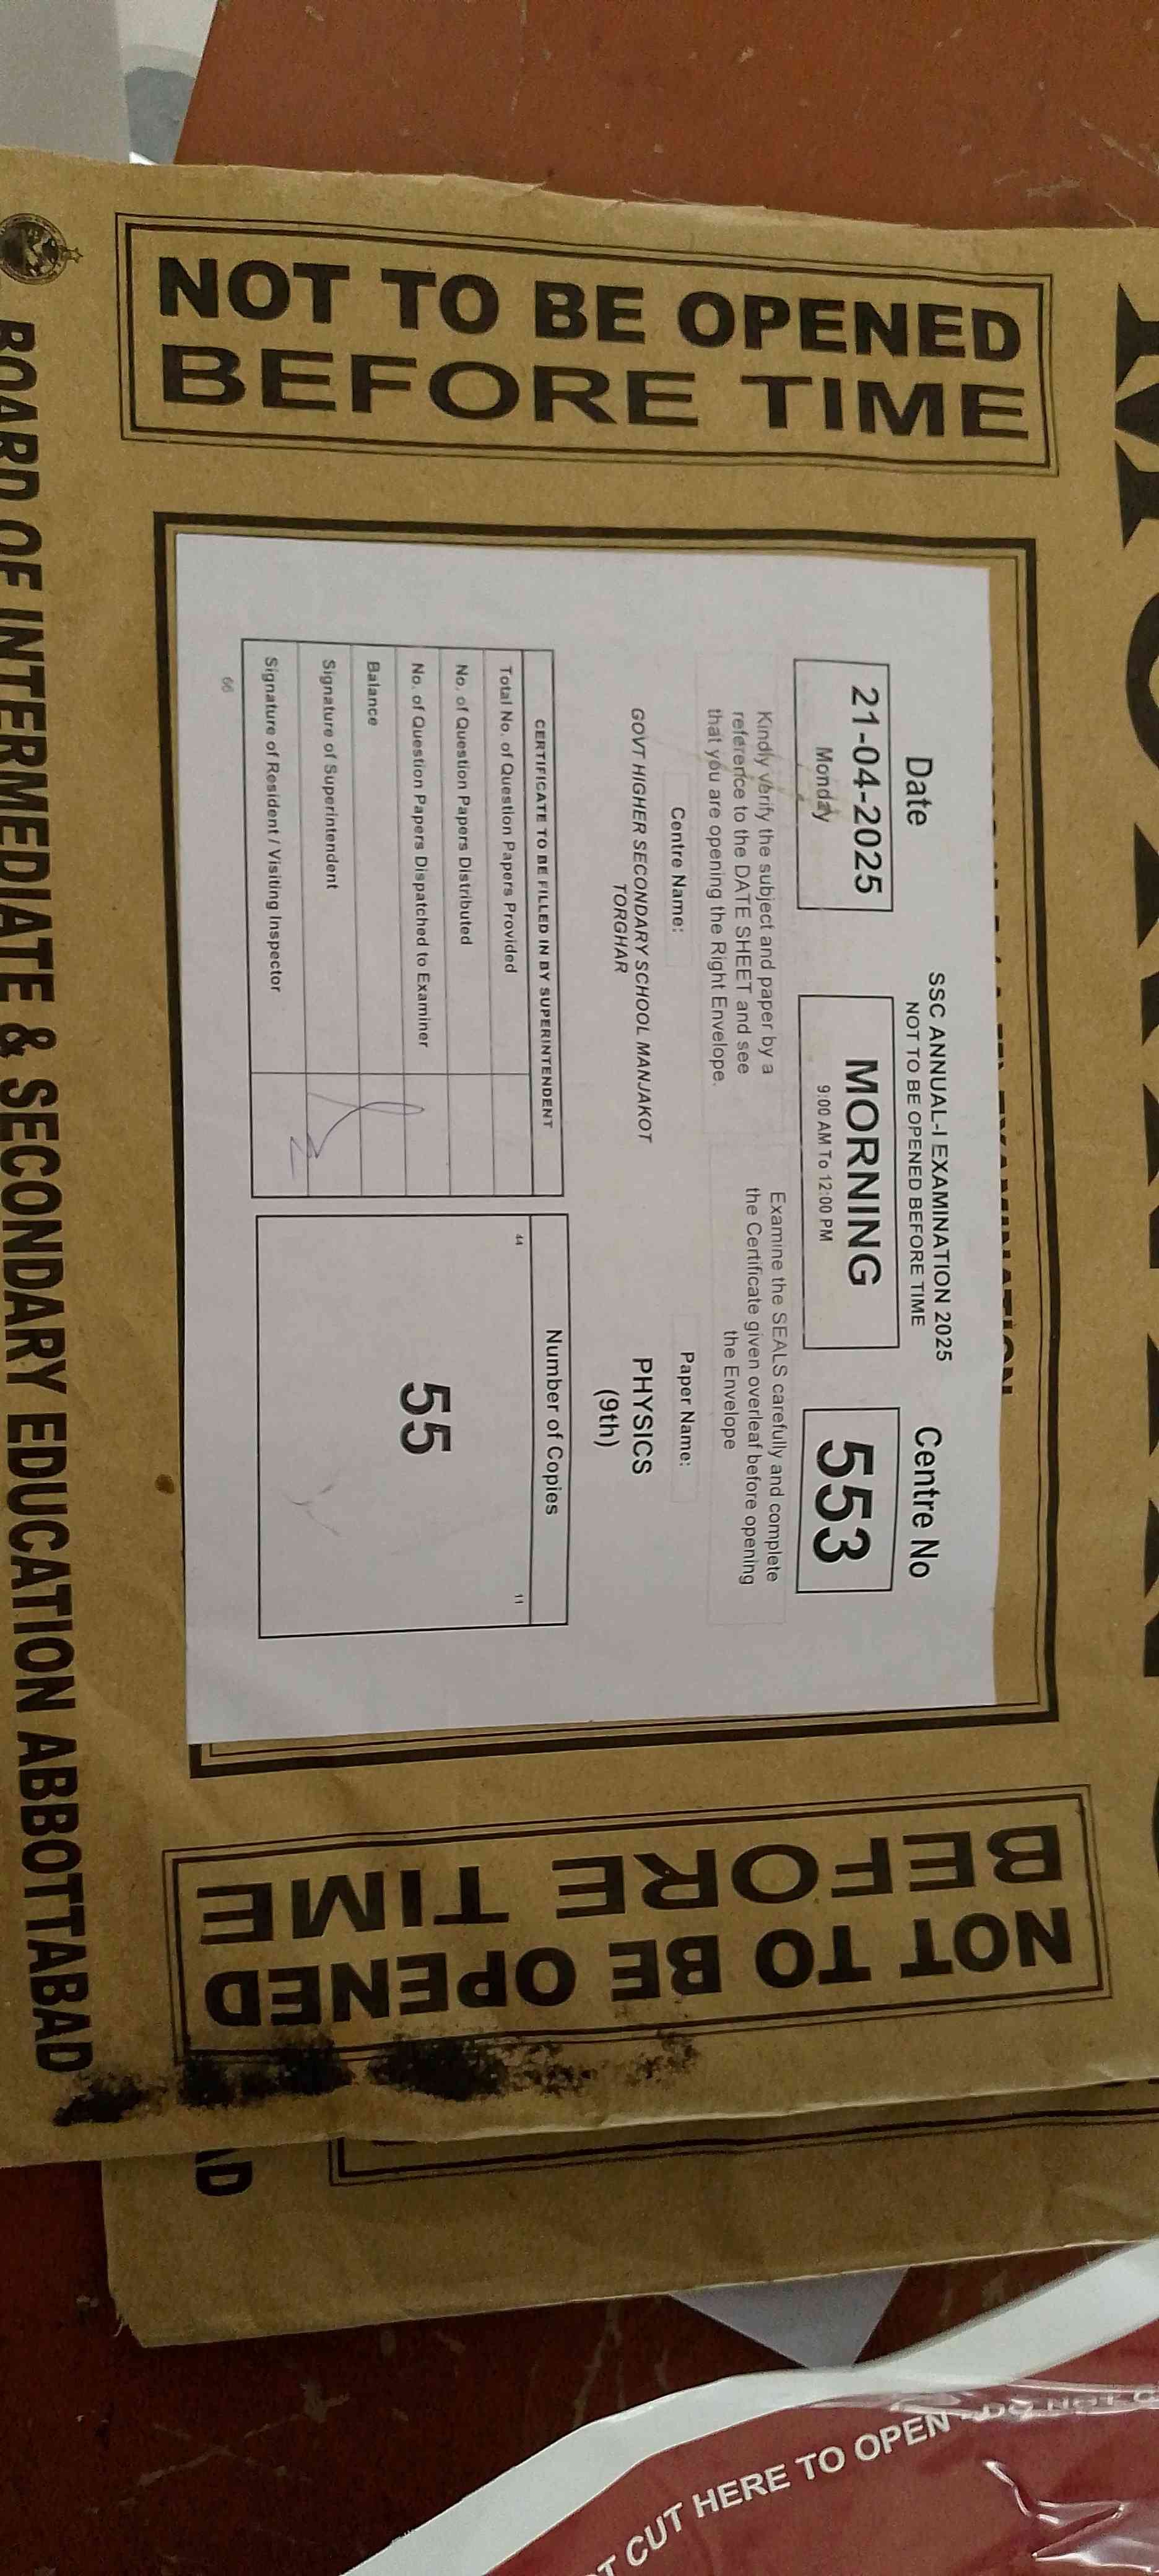 NOT TO BE OPENED
BEFORE TIME
SSC ANNUAL-I EXAMINATION 2025
NOT TO BE OPENED BEFORE TIME
Date
Centre No
21-04-2025
Monday
MORNING
9:00 AM To 12:00 PM
553
Kindly verify the subject and paper by a
reference to the DATE SHEET and see
that you are opening the Right Envelope.
Examine the SEALS carefully and complete
the Certificate given overleaf before opening
the Envelope
Centre Name:
Paper Name:
GOVT HIGHER SECONDARY SCHOOL MANJAKOT
TORGHAR
PHYSICS
(9th)
CERTIFICATE TO BE FILLED IN BY SUPERINTENDENT
Total No. of Question Papers Provided
No. of Question Papers Distributed
No. of Question Papers Dispatched to Examiner
Balance
Signature of Superintendent
Signature of Resident / Visiting Inspector
66
Number of Copies
44
11
55
NOT TO BE OPENED
BEFORE TIME
BOARD OF INTERMEDIATE & SECONDARY EDUCATION ABBOTTABAD
AD
CUT HERE TO OPEN